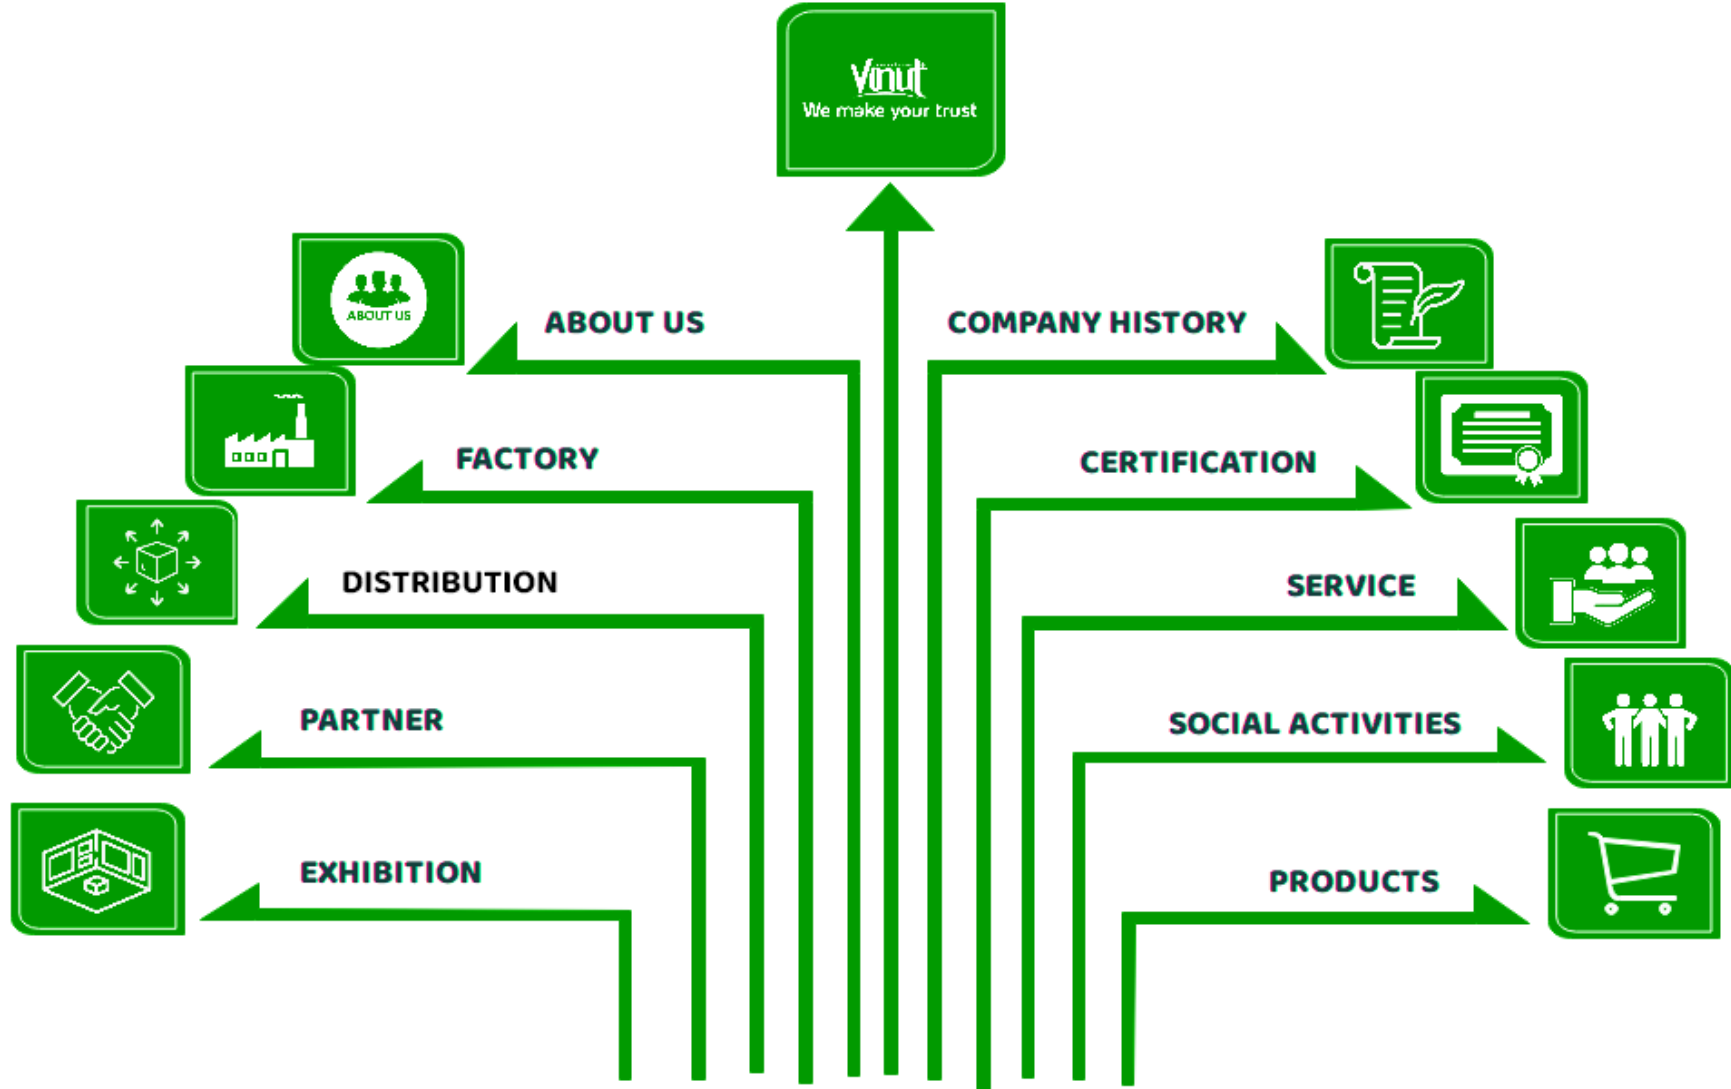 Vinut
We make your trust
ABOUT US
ABOUT US
COMPANY HISTORY
FACTORY
CERTIFICATION
DISTRIBUTION
SERVICE
PARTNER
SOCIAL ACTIVITIES
EXHIBITION
PRODUCTS